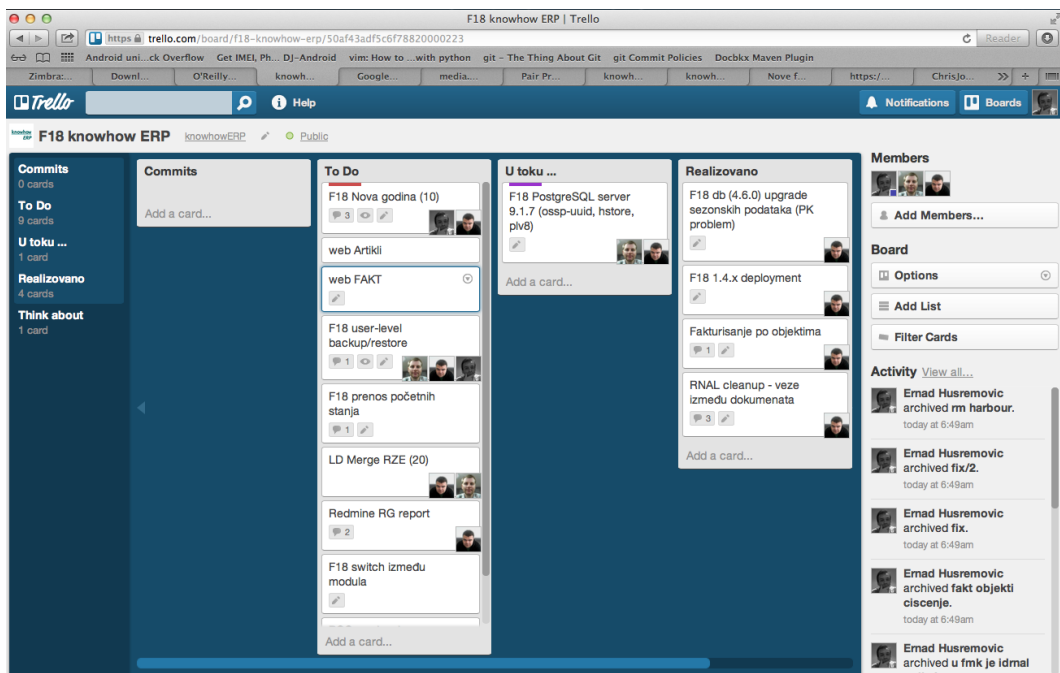 F18 knowhow ERP | Trello
https trello.com/board/f18-knowhow-erp/50af43adf5c6f78820000223
Reader
Android uni...ck Overflow Get IMEI, Ph... DJ-Android vim: How to ...with python git - The Thing About Git git Commit Policies Docbkx Maven Plugin
Zimbra:... Downl... O'Reilly... knowh... Google... media.... Pair Pr... knowh... knowh... Nove f... https:/... ChrisJo...
Trello Help Notifications Boards
F18 knowhow ERP knowhowERP Public
Commits
0 cards
To Do
9 cards
U toku ...
1 card
Realizovano
4 cards
Think about
1 card
Commits
Add a card...
To Do
F18 Nova godina (10)
3
web Artikli
web FAKT
F18 user-level
backup/restore
1
F18 prenos početnih
stanja
1
LD Merge RZE (20)
Redmine RG report
2
F18 switch između
modula
Add a card...
U toku ...
F18 PostgreSQL server
9.1.7 (ossp-uuid, hstore,
plv8)
Add a card...
Realizovano
F18 db (4.6.0) upgrade
sezonskih podataka (PK
problem)
F18 1.4.x deployment
Fakturisanje po objektima
1
RNAL cleanup - veze
između dokumenata
3
Add a card...
Members
Add Members...
Board
Options
Add List
Filter Cards
Activity View all...
Ernad Husremovic
archived rm harbour.
today at 6:49am
Ernad Husremovic
archived fix/2.
today at 6:49am
Ernad Husremovic
archived fix.
today at 6:49am
Ernad Husremovic
archived fakt objekti
ciscenje.
today at 6:49am
Ernad Husremovic
archived u fmk je idrnal